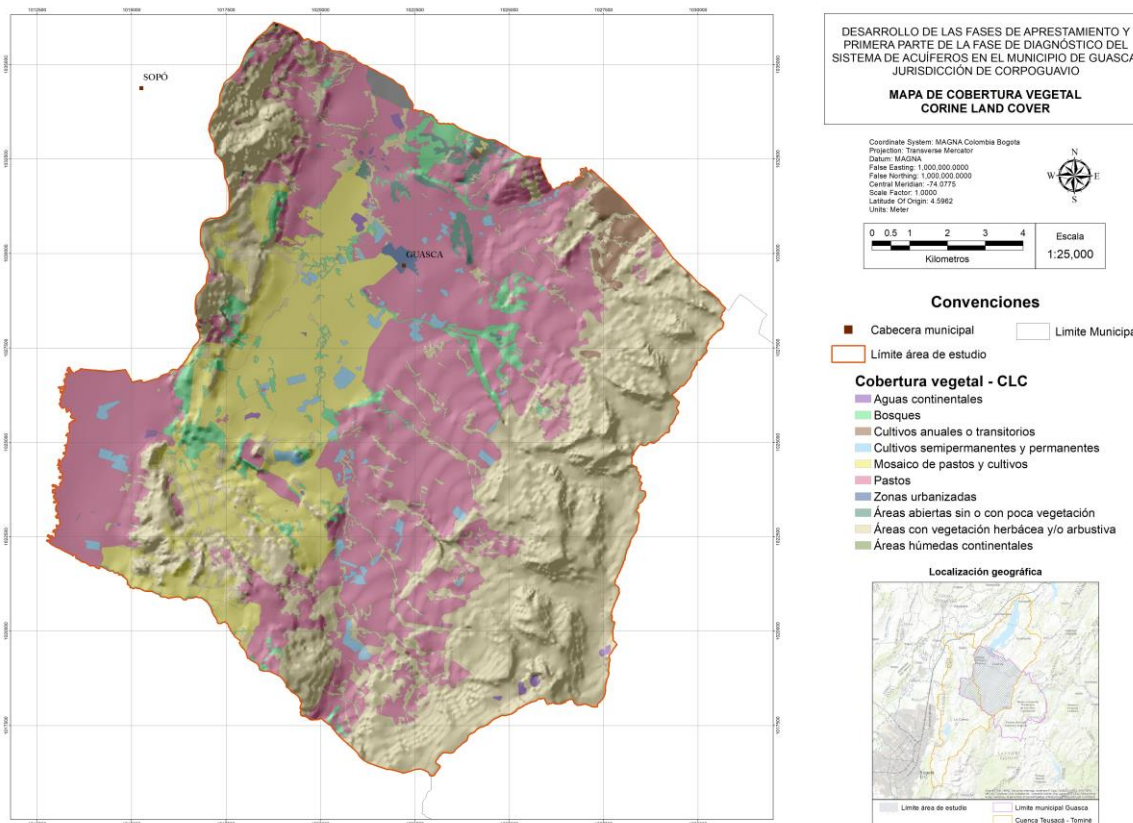 SOPÓ
GUASCA
DESARROLLO DE LAS FASES DE APRESTAMIENTO Y
PRIMERA PARTE DE LA FASE DE DIAGNÓSTICO DEL
SISTEMA DE ACUÍFEROS EN EL MUNICIPIO DE GUASCA
JURISDICCIÓN DE CORPOGUAVIO
MAPA DE COBERTURA VEGETAL
CORINE LAND COVER
Coordinate System: MAGNA Colombia Bogota
Projection: Transverse Mercator
Datum: MAGNA
False Easting: 1,000,000.0000
False Northing: 1,000,000.0000
Central Meridian: -74.0775
Scale Factor: 1.0000
Latitude Of Origin: 4.5962
Units: Meter
N
W E
S
0 0.5 1 2 3 4
Kilometros
Escala
1:25,000
Convenciones
Cabecera municipal
Limite Municipa
Límite área de estudio
Cobertura vegetal - CLC
Aguas continentales
Bosques
Cultivos anuales o transitorios
Cultivos semipermanentes y permanentes
Mosaico de pastos y cultivos
Pastos
Zonas urbanizadas
Áreas abiertas sin o con poca vegetación
Áreas con vegetación herbácea y/o arbustiva
Áreas húmedas continentales
Localización geográfica
Límite área de estudio
Límite municipal Guasca
Cuenca Teusacá - Tominé